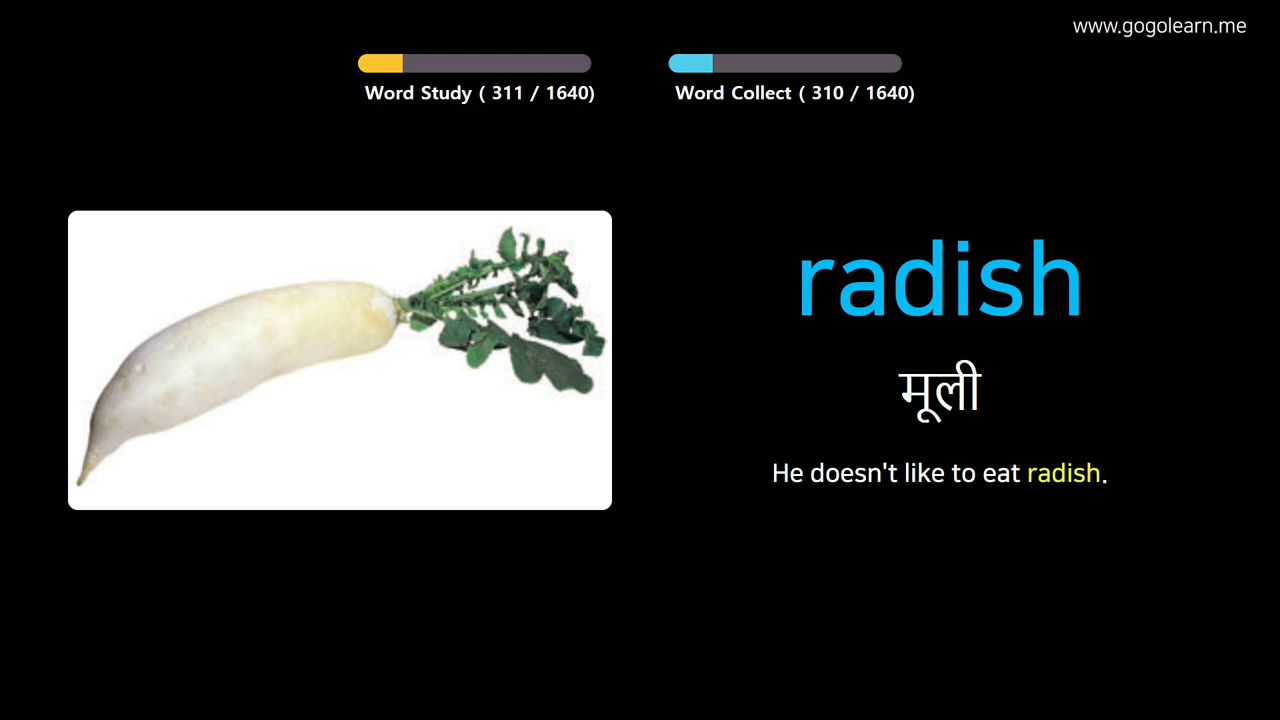 www.gogolearn.me
Word Study ( 311 / 1640)
Word Collect ( 310 / 1640)
radish
मूली
He doesn't like to eat radish.